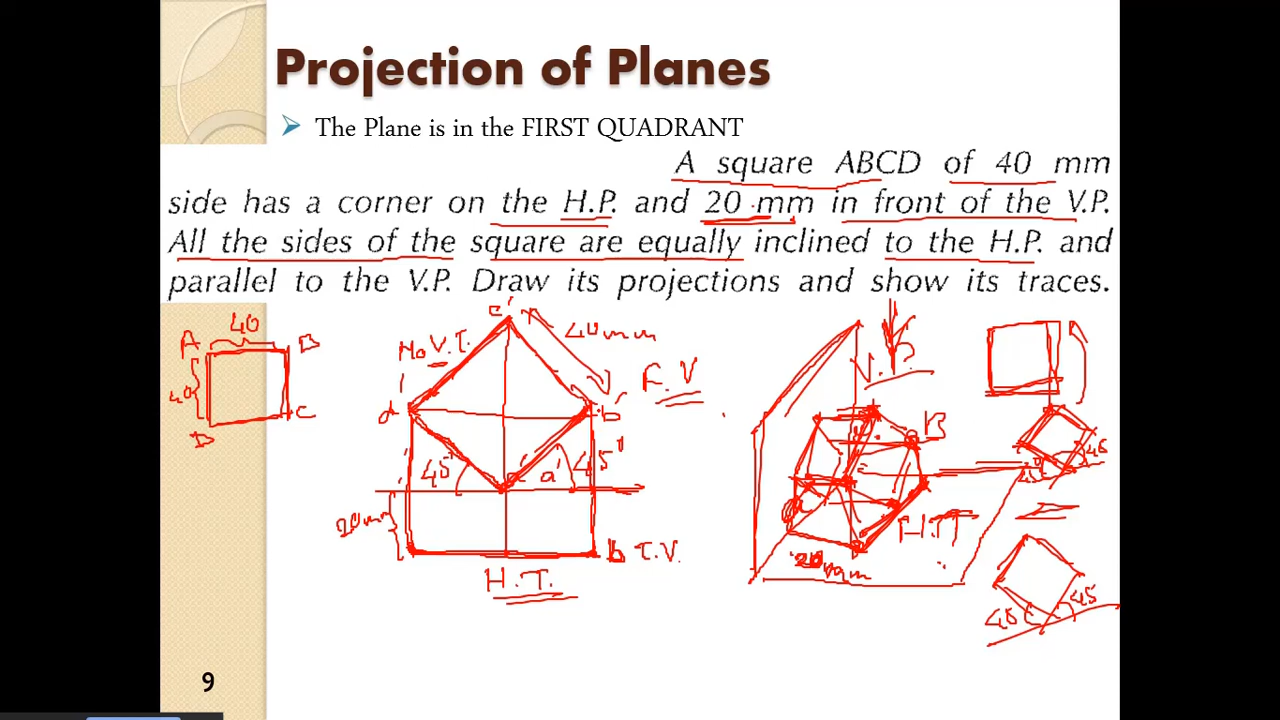 Projection of Planes
The Plane is in the FIRST QUADRANT
A square ABCD of 40 mm
side has a corner on the H.P. and 20 mm in front of the V.P.
All the sides of the square are equally inclined to the H.P. and
parallel to the V.P. Draw its projections and show its traces.
40
A B
40
D C
c'
40mm
No V.T.
F.V
d' b'
45° a' 45°
20mm
b T.V.
H.T.
V.P
B
H.T
20mm
45
45
45 45
9